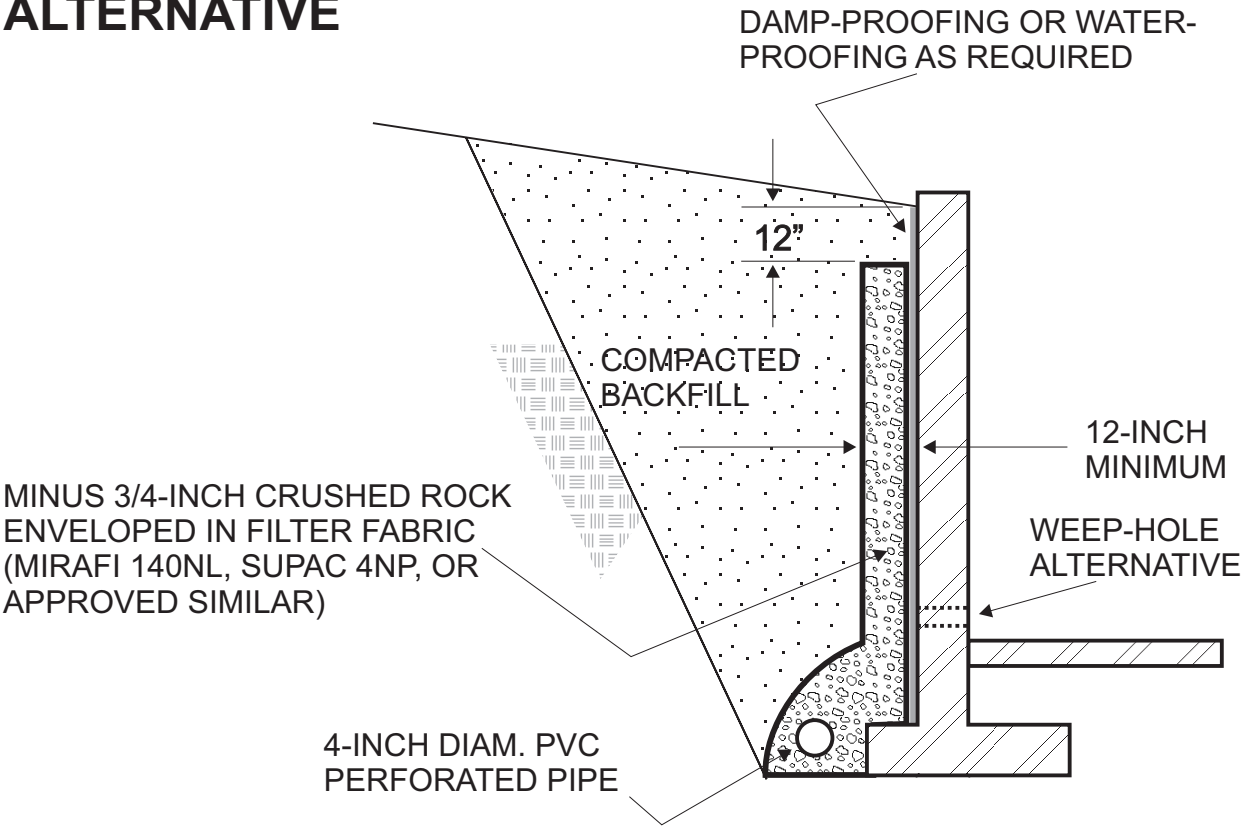 ALTERNATIVE
DAMP-PROOFING OR WATER-
PROOFING AS REQUIRED
12”
COMPACTED
BACKFILL
12-INCH
MINIMUM
MINUS 3/4-INCH CRUSHED ROCK
ENVELOPED IN FILTER FABRIC
(MIRAFI 140NL, SUPAC 4NP, OR
APPROVED SIMILAR)
WEEP-HOLE
ALTERNATIVE
4-INCH DIAM. PVC
PERFORATED PIPE